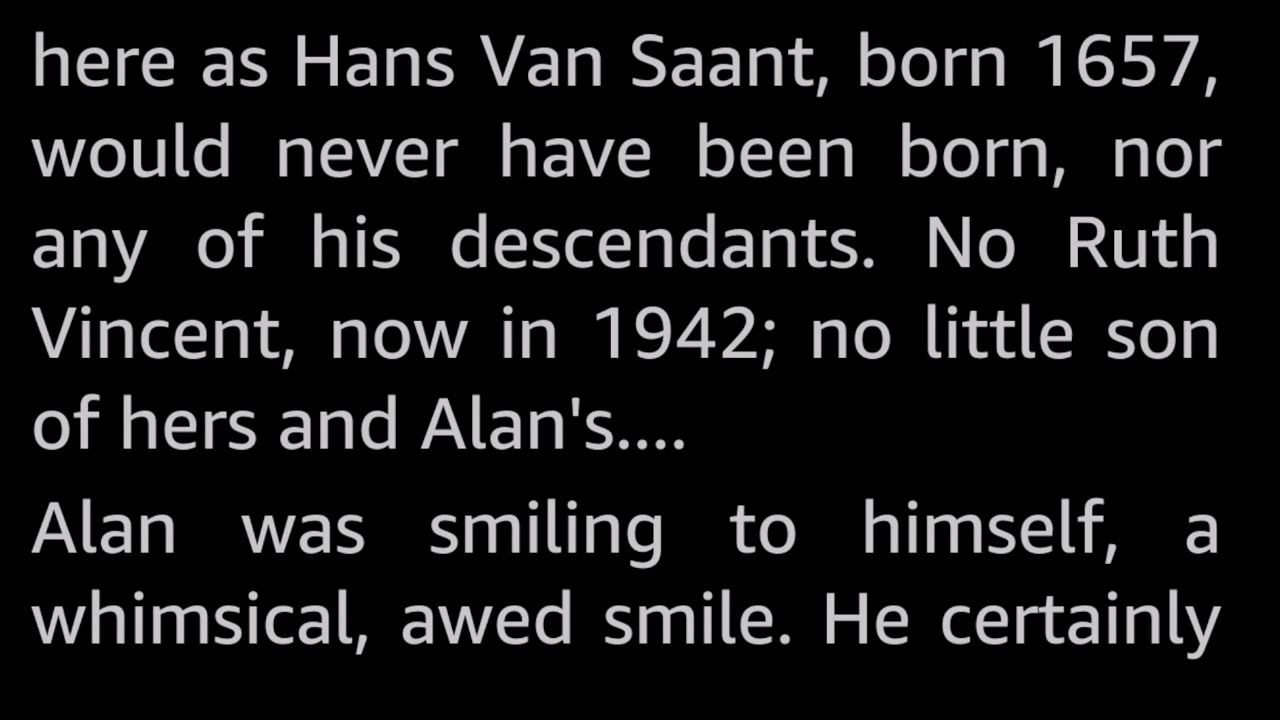 here as Hans Van Saant, born 1657,
would never have been born, nor
any of his descendants. No Ruth
Vincent, now in 1942; no little son
of hers and Alan's....
Alan was smiling to himself, a
whimsical, awed smile. He certainly